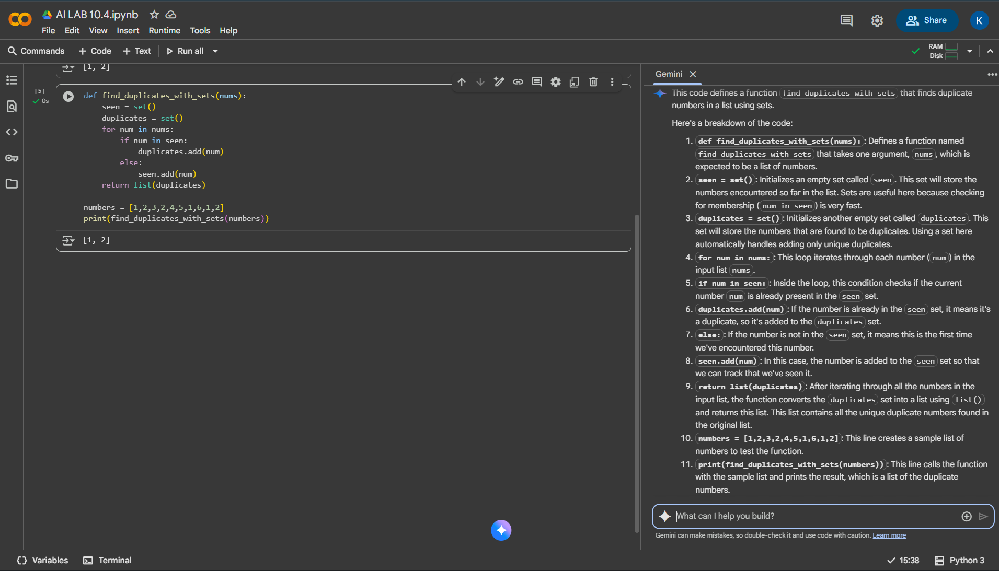 AI LAB 10.4.ipynb
File Edit View Insert Runtime Tools Help
Share
K
Commands + Code + Text Run all
RAM
Disk
[1, 2]
[5]
0s
def find_duplicates_with_sets(nums):
    seen = set()
    duplicates = set()
    for num in nums:
        if num in seen:
            duplicates.add(num)
        else:
            seen.add(num)
    return list(duplicates)
numbers = [1,2,3,2,4,5,1,6,1,2]
print(find_duplicates_with_sets(numbers))
[1, 2]
Gemini
This code defines a function find_duplicates_with_sets that finds duplicate
numbers in a list using sets.
Here's a breakdown of the code:
1. def find_duplicates_with_sets(nums): : Defines a function named
find_duplicates_with_sets that takes one argument, nums, which is
expected to be a list of numbers.
2. seen = set() : Initializes an empty set called seen. This set will store the
numbers encountered so far in the list. Sets are useful here because checking
for membership (num in seen) is very fast.
3. duplicates = set() : Initializes another empty set called duplicates. This
set will store the numbers that are found to be duplicates. Using a set here
automatically handles adding only unique duplicates.
4. for num in nums: : This loop iterates through each number (num) in the
input list nums.
5. if num in seen: : Inside the loop, this condition checks if the current
number num is already present in the seen set.
6. duplicates.add(num) : If the number is already in the seen set, it means it's
a duplicate, so it's added to the duplicates set.
7. else: : If the number is not in the seen set, it means this is the first time
we've encountered this number.
8. seen.add(num) : In this case, the number is added to the seen set so that
we can track that we've seen it.
9. return list(duplicates) : After iterating through all the numbers in the
input list, the function converts the duplicates set into a list using list()
and returns this list. This list contains all the unique duplicate numbers found in
the original list.
10. numbers = [1,2,3,2,4,5,1,6,1,2] : This line creates a sample list of
numbers to test the function.
11. print(find_duplicates_with_sets(numbers)) : This line calls the function
with the sample list and prints the result, which is a list of the duplicate
numbers.
What can I help you build?
Gemini can make mistakes, so double-check it and use code with caution. Learn more
Variables Terminal
15:38 Python 3